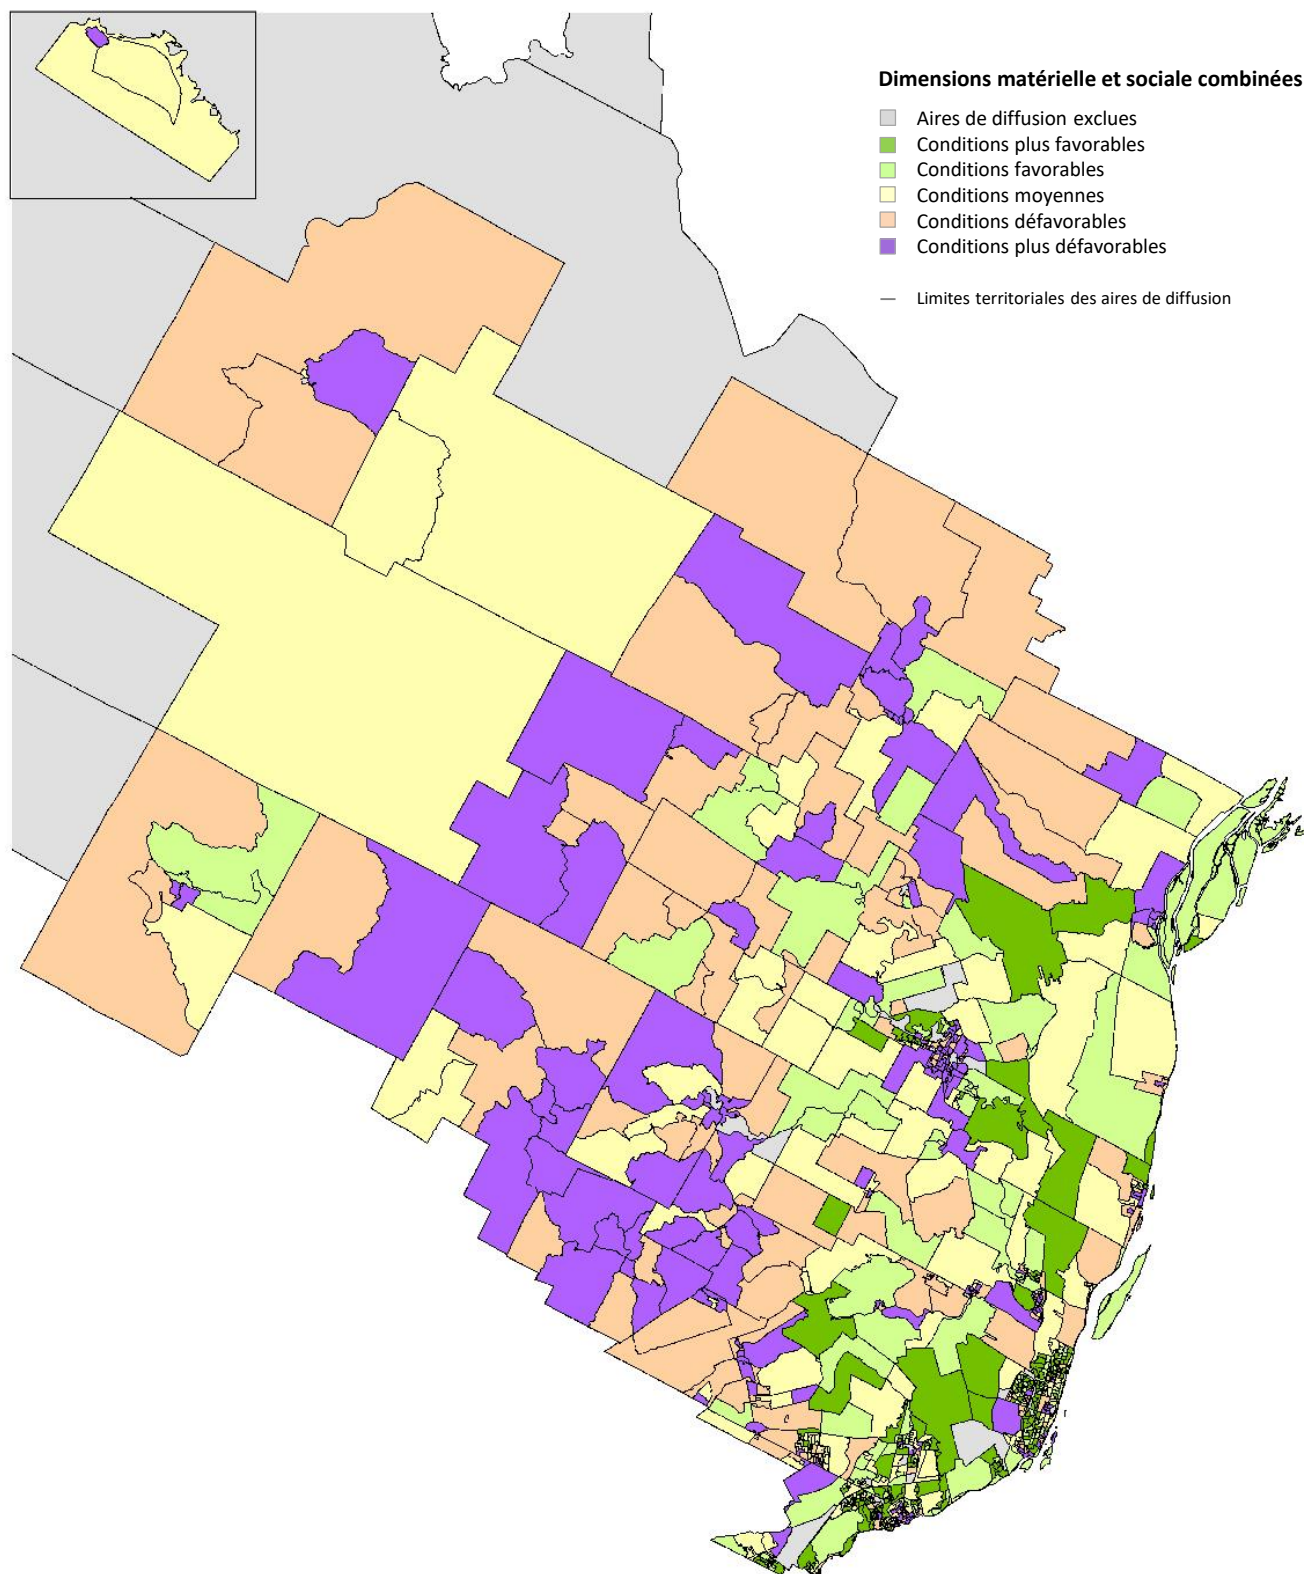 Dimensions matérielle et sociale combinées
Aires de diffusion exclues
Conditions plus favorables
Conditions favorables
Conditions moyennes
Conditions défavorables
Conditions plus défavorables
Limites territoriales des aires de diffusion